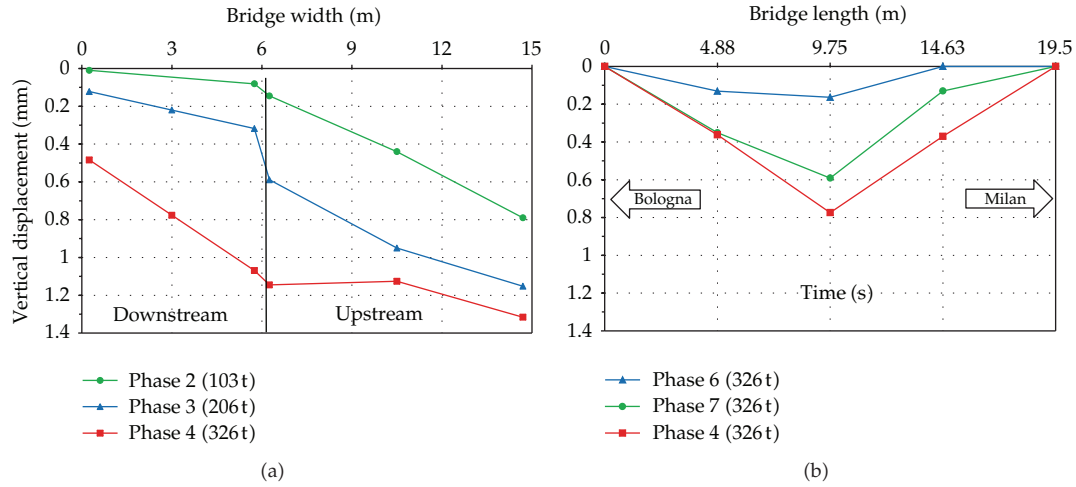 Bridge width (m)
0 3 6 9 12 15
Vertical displacement (mm)
0
0.2
0.4
0.6
0.8
1
1.2
1.4
Downstream
Upstream
Phase 2 (103 t)
Phase 3 (206 t)
Phase 4 (326 t)
(a)
Bridge length (m)
0 4.88 9.75 14.63 19.5
0
0.2
0.4
0.6
0.8
1
1.2
1.4
Bologna
Milan
Time (s)
Phase 6 (326 t)
Phase 7 (326 t)
Phase 4 (326 t)
(b)